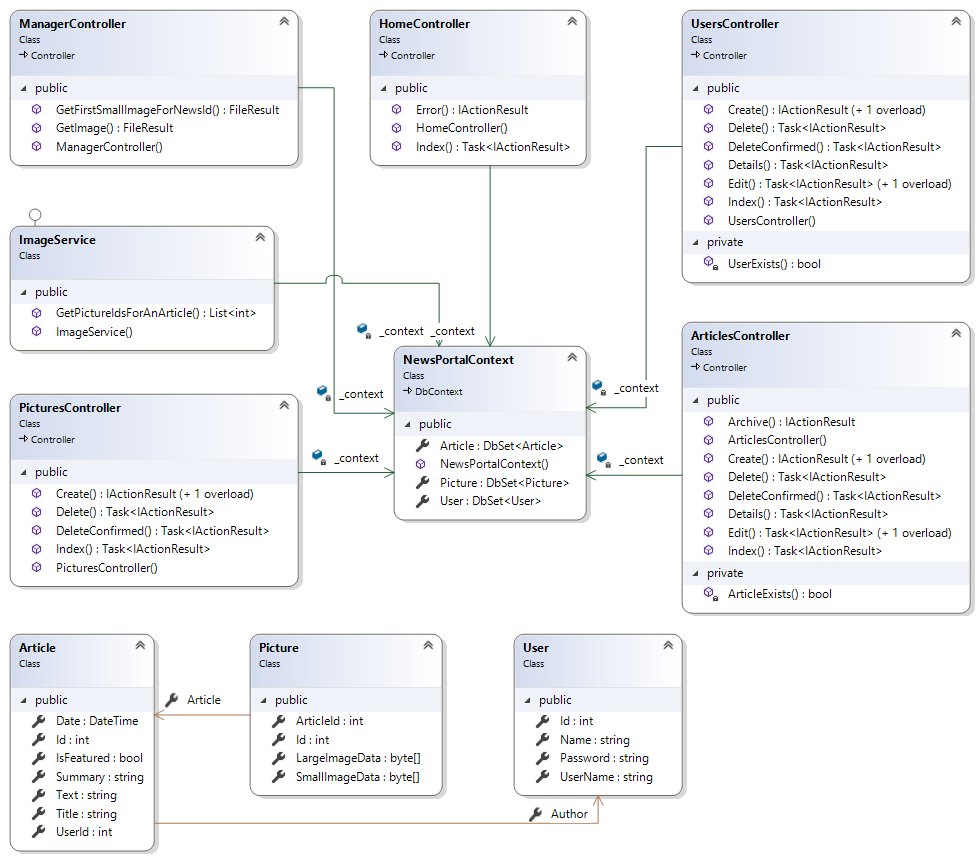 ManagerController
Class
Controller
public
GetFirstSmallImageForNewsId() : FileResult
GetImage() : FileResult
ManagerController()
HomeController
Class
Controller
public
Error() : IActionResult
HomeController()
Index() : Task<IActionResult>
UsersController
Class
Controller
public
Create() : IActionResult (+ 1 overload)
Delete() : Task<IActionResult>
DeleteConfirmed() : Task<IActionResult>
Details() : Task<IActionResult>
Edit() : Task<IActionResult> (+ 1 overload)
Index() : Task<IActionResult>
UsersController()
private
UserExists() : bool
ImageService
Class
public
GetPictureIdsForAnArticle() : List<int>
ImageService()
_context
_context
_context
_context
_context
_context
NewsPortalContext
Class
DbContext
public
Article : DbSet<Article>
NewsPortalContext()
Picture : DbSet<Picture>
User : DbSet<User>
PicturesController
Class
Controller
public
Create() : IActionResult (+ 1 overload)
Delete() : Task<IActionResult>
DeleteConfirmed() : Task<IActionResult>
Index() : Task<IActionResult>
PicturesController()
ArticlesController
Class
Controller
public
Archive() : IActionResult
ArticlesController()
Create() : IActionResult (+ 1 overload)
Delete() : Task<IActionResult>
DeleteConfirmed() : Task<IActionResult>
Details() : Task<IActionResult>
Edit() : Task<IActionResult> (+ 1 overload)
Index() : Task<IActionResult>
private
ArticleExists() : bool
Article
Class
public
Date : DateTime
Id : int
IsFeatured : bool
Summary : string
Text : string
Title : string
UserId : int
Article
Picture
Class
public
ArticleId : int
Id : int
LargeImageData : byte[]
SmallImageData : byte[]
User
Class
public
Id : int
Name : string
Password : string
UserName : string
Author